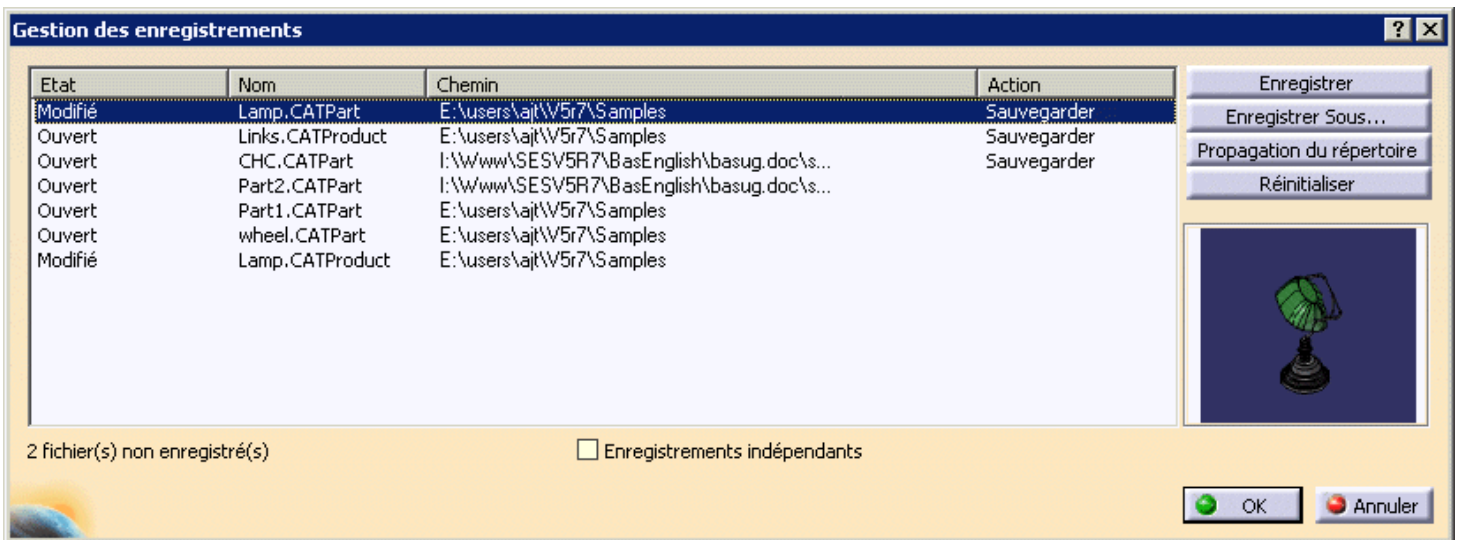 Gestion des enregistrements
Etat Nom Chemin Action
Modifié Lamp.CATPart E:\users\ajt\V5r7\Samples Sauvegarder
Ouvert Links.CATProduct E:\users\ajt\V5r7\Samples Sauvegarder
Ouvert CHC.CATPart I:\Www\SESV5R7\BasEnglish\basug.doc\s... Sauvegarder
Ouvert Part2.CATPart I:\Www\SESV5R7\BasEnglish\basug.doc\s...
Ouvert Part1.CATPart E:\users\ajt\V5r7\Samples
Ouvert wheel.CATPart E:\users\ajt\V5r7\Samples
Modifié Lamp.CATProduct E:\users\ajt\V5r7\Samples
Enregistrer
Enregistrer Sous...
Propagation du répertoire
Réinitialiser
2 fichier(s) non enregistré(s)
Enregistrements indépendants
OK
Annuler